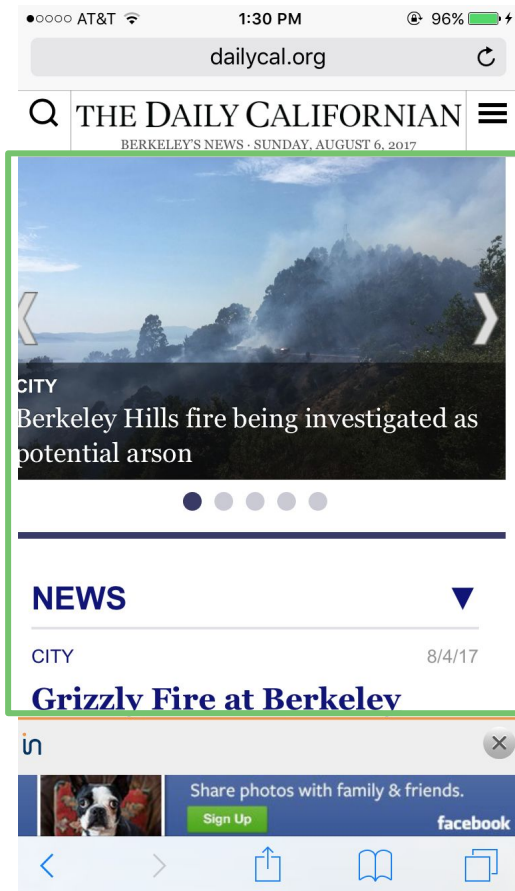 AT&T 1:30 PM 96%
dailycal.org
THE DAILY CALIFORNIAN
BERKELEY'S NEWS · SUNDAY, AUGUST 6, 2017
CITY
Berkeley Hills fire being investigated as
potential arson
NEWS
CITY 8/4/17
Grizzly Fire at Berkeley
in
Share photos with family & friends.
Sign Up
facebook